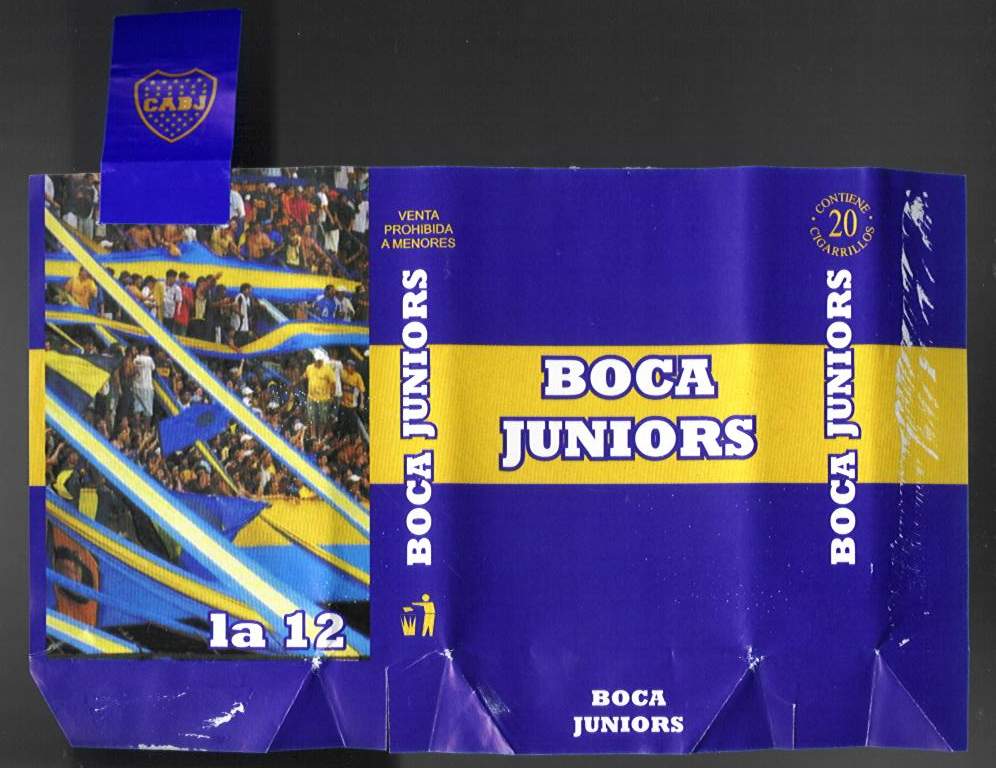 CABJ
VENTA
PROHIBIDA
A MENORES
BOCA JUNIORS
la 12
BOCA
JUNIORS
BOCA
JUNIORS
CONTIENE
20
CIGARRILLOS
BOCA JUNIORS